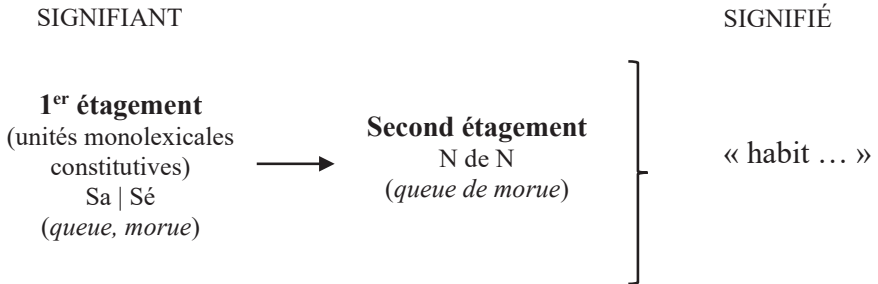 SIGNIFIANT
SIGNIFIÉ
1er étagement
(unités monolexicales
constitutives)
Sa | Sé
(queue, morue)
Second étagement
N de N
(queue de morue)
« habit … »